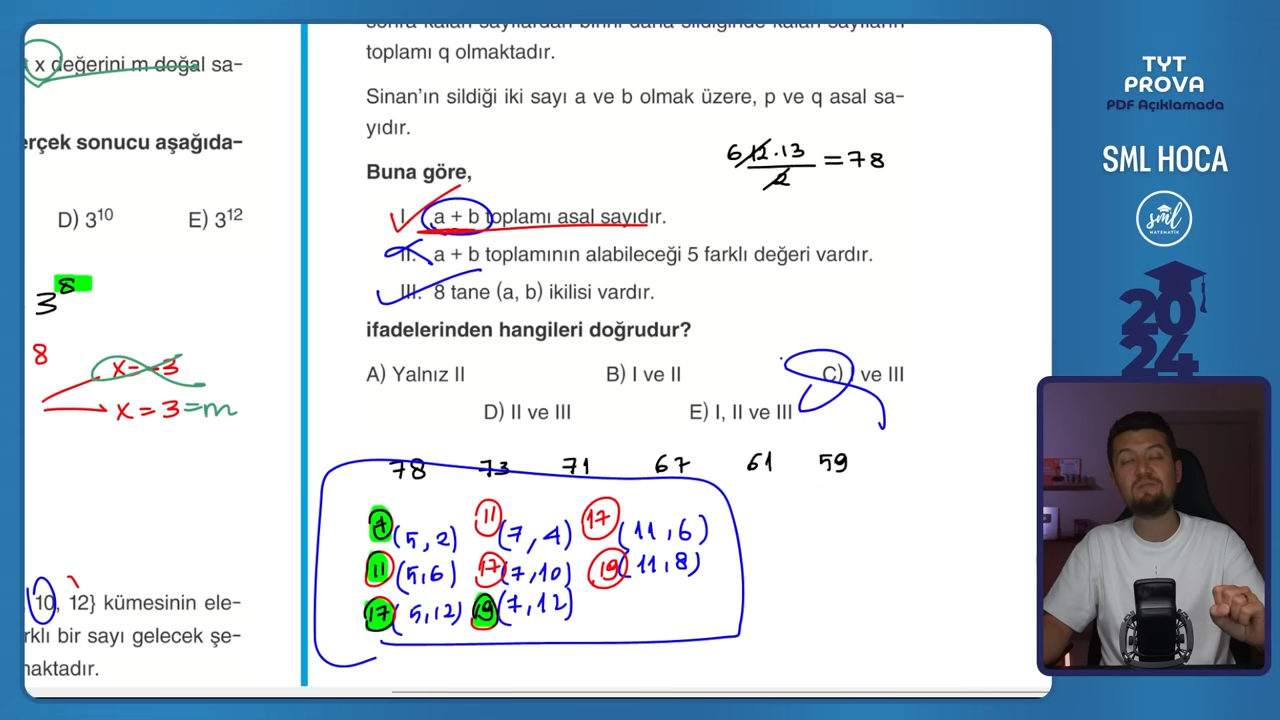 x değerini m doğal sa-
erçek sonucu aşağıda-
D) 3¹⁰ E) 3¹²
3⁸
8
x-3
x = 3 = m
10, 12} kümesinin ele-
rklı bir sayı gelecek şe-
naktadır.
toplamı q olmaktadır.
Sinan'ın sildiği iki sayı a ve b olmak üzere, p ve q asal sa-
yıdır.
6 12.13 / 2 = 78
Buna göre,
I. a + b toplamı asal sayıdır.
II. a + b toplamının alabileceği 5 farklı değeri vardır.
III. 8 tane (a, b) ikilisi vardır.
ifadelerinden hangileri doğrudur?
A) Yalnız II B) I ve II C) I ve III
D) II ve III E) I, II ve III
78 73 71 67 61 59
7 (5, 2) 11 (7, 4) 17 (11, 6)
11 (5,6) 17 (7,10) 19 (11,8)
17 (5,12) 19 (7,12)
TYT
PROVA
PDF Açıklamada
SML HOCA
sml
MATEMATİK
20
24